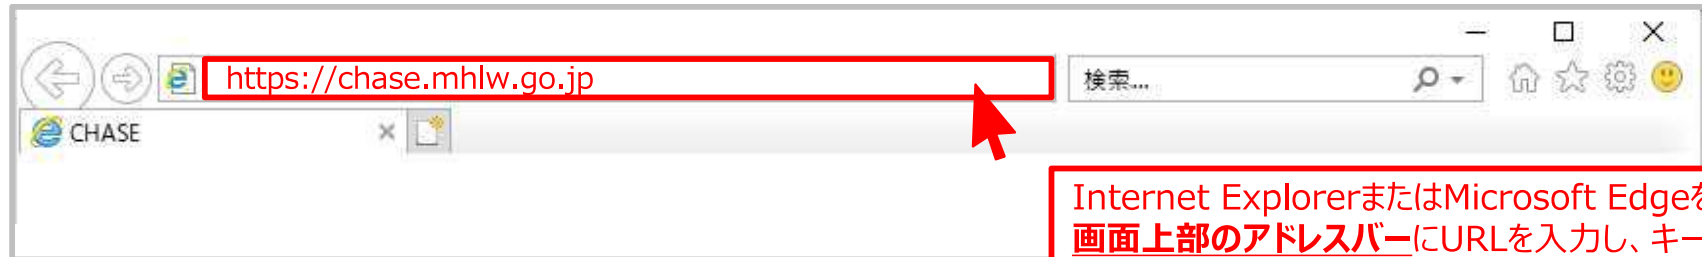 https://chase.mhlw.go.jp
検索...
CHASE
Internet ExplorerまたはMicrosoft Edgeを
画面上部のアドレスバーにURLを入力し、キー